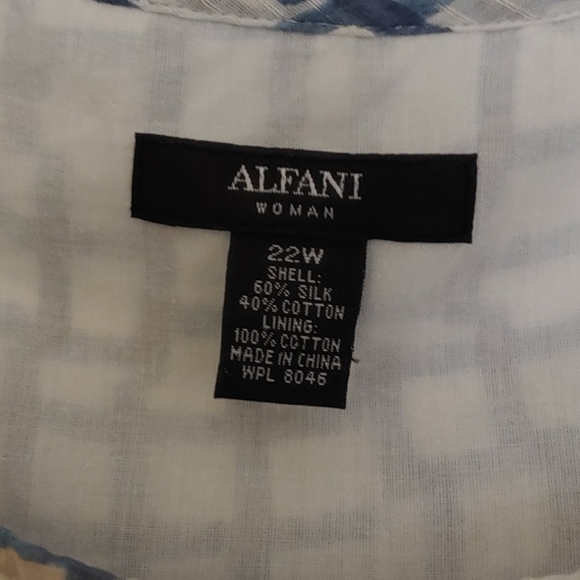 ALFANI
WOMAN
22W
SHELL:
60% SILK
40% COTTON
LINING:
100% COTTON
MADE IN CHINA
WPL 8046